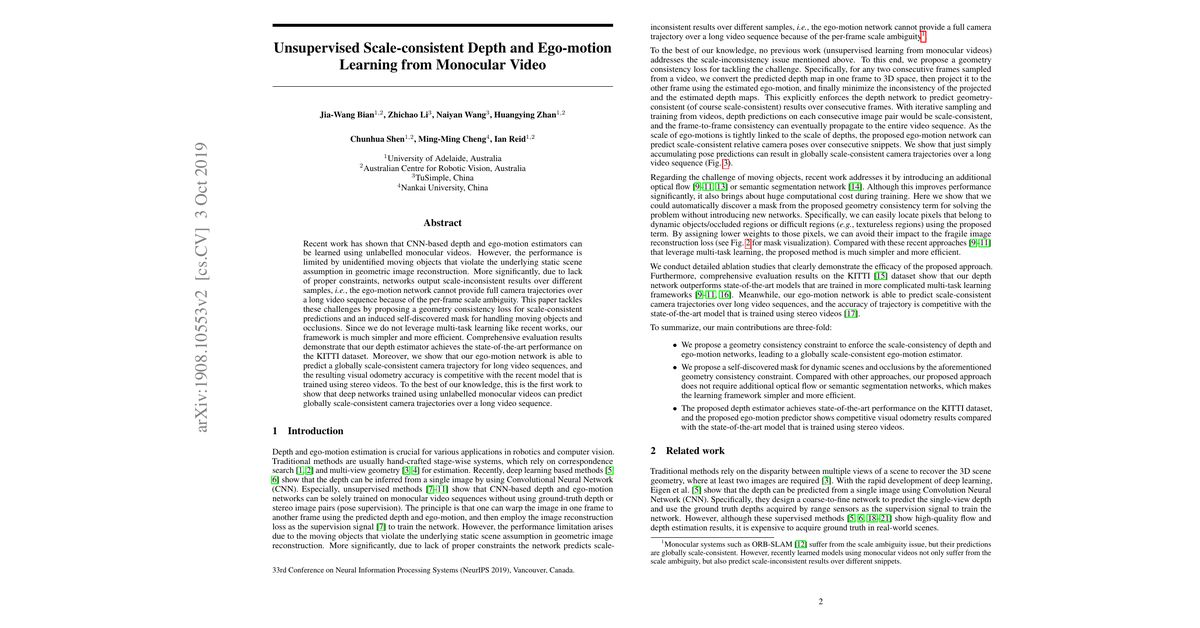 arXiv:1908.10553v2 [cs.CV] 3 Oct 2019
Unsupervised Scale-consistent Depth and Ego-motion
Learning from Monocular Video
Jia-Wang Bian1,2, Zhichao Li3, Naiyan Wang3, Huangying Zhan1,2
Chunhua Shen1,2, Ming-Ming Cheng4, Ian Reid1,2
1University of Adelaide, Australia
2Australian Centre for Robotic Vision, Australia
3TuSimple, China
4Nankai University, China
Abstract
Recent work has shown that CNN-based depth and ego-motion estimators can
be learned using unlabelled monocular videos. However, the performance is
limited by unidentified moving objects that violate the underlying static scene
assumption in geometric image reconstruction. More significantly, due to lack
of proper constraints, networks output scale-inconsistent results over different
samples, i.e., the ego-motion network cannot provide full camera trajectories over
a long video sequence because of the per-frame scale ambiguity. This paper tackles
these challenges by proposing a geometry consistency loss for scale-consistent
predictions and an induced self-discovered mask for handling moving objects and
occlusions. Since we do not leverage multi-task learning like recent works, our
framework is much simpler and more efficient. Comprehensive evaluation results
demonstrate that our depth estimator achieves the state-of-the-art performance on
the KITTI dataset. Moreover, we show that our ego-motion network is able to
predict a globally scale-consistent camera trajectory for long video sequences, and
the resulting visual odometry accuracy is competitive with the recent model that is
trained using stereo videos. To the best of our knowledge, this is the first work to
show that deep networks trained using unlabelled monocular videos can predict
globally scale-consistent camera trajectories over a long video sequence.
1 Introduction
Depth and ego-motion estimation is crucial for various applications in robotics and computer vision.
Traditional methods are usually hand-crafted stage-wise systems, which rely on correspondence
search [1, 2] and multi-view geometry [3, 4] for estimation. Recently, deep learning based methods [5,
6] show that the depth can be inferred from a single image by using Convolutional Neural Network
(CNN). Especially, unsupervised methods [7–11] show that CNN-based depth and ego-motion
networks can be solely trained on monocular video sequences without using ground-truth depth or
stereo image pairs (pose supervision). The principle is that one can warp the image in one frame to
another frame using the predicted depth and ego-motion, and then employ the image reconstruction
loss as the supervision signal [7] to train the network. However, the performance limitation arises
due to the moving objects that violate the underlying static scene assumption in geometric image
reconstruction. More significantly, due to lack of proper constraints the network predicts scale-
33rd Conference on Neural Information Processing Systems (NeurIPS 2019), Vancouver, Canada.
inconsistent results over different samples, i.e., the ego-motion network cannot provide a full camera
trajectory over a long video sequence because of the per-frame scale ambiguity1.
To the best of our knowledge, no previous work (unsupervised learning from monocular videos)
addresses the scale-inconsistency issue mentioned above. To this end, we propose a geometry
consistency loss for tackling the challenge. Specifically, for any two consecutive frames sampled
from a video, we convert the predicted depth map in one frame to 3D space, then project it to the
other frame using the estimated ego-motion, and finally minimize the inconsistency of the projected
and the estimated depth maps. This explicitly enforces the depth network to predict geometry-
consistent (of course scale-consistent) results over consecutive frames. With iterative sampling and
training from videos, depth predictions on each consecutive image pair would be scale-consistent,
and the frame-to-frame consistency can eventually propagate to the entire video sequence. As the
scale of ego-motions is tightly linked to the scale of depths, the proposed ego-motion network can
predict scale-consistent relative camera poses over consecutive snippets. We show that just simply
accumulating pose predictions can result in globally scale-consistent camera trajectories over a long
video sequence (Fig. 3).
Regarding the challenge of moving objects, recent work addresses it by introducing an additional
optical flow [9–11, 13] or semantic segmentation network [14]. Although this improves performance
significantly, it also brings about huge computational cost during training. Here we show that we
could automatically discover a mask from the proposed geometry consistency term for solving the
problem without introducing new networks. Specifically, we can easily locate pixels that belong to
dynamic objects/occluded regions or difficult regions (e.g., textureless regions) using the proposed
term. By assigning lower weights to those pixels, we can avoid their impact to the fragile image
reconstruction loss (see Fig. 2 for mask visualization). Compared with these recent approaches [9–11]
that leverage multi-task learning, the proposed method is much simpler and more efficient.
We conduct detailed ablation studies that clearly demonstrate the efficacy of the proposed approach.
Furthermore, comprehensive evaluation results on the KITTI [15] dataset show that our depth
network outperforms state-of-the-art models that are trained in more complicated multi-task learning
frameworks [9–11, 16]. Meanwhile, our ego-motion network is able to predict scale-consistent
camera trajectories over long video sequences, and the accuracy of trajectory is competitive with the
state-of-the-art model that is trained using stereo videos [17].
To summarize, our main contributions are three-fold:
• We propose a geometry consistency constraint to enforce the scale-consistency of depth and
ego-motion networks, leading to a globally scale-consistent ego-motion estimator.
• We propose a self-discovered mask for dynamic scenes and occlusions by the aforementioned
geometry consistency constraint. Compared with other approaches, our proposed approach
does not require additional optical flow or semantic segmentation networks, which makes
the learning framework simpler and more efficient.
• The proposed depth estimator achieves state-of-the-art performance on the KITTI dataset,
and the proposed ego-motion predictor shows competitive visual odometry results compared
with the state-of-the-art model that is trained using stereo videos.
2 Related work
Traditional methods rely on the disparity between multiple views of a scene to recover the 3D scene
geometry, where at least two images are required [3]. With the rapid development of deep learning,
Eigen et al. [5] show that the depth can be predicted from a single image using Convolution Neural
Network (CNN). Specifically, they design a coarse-to-fine network to predict the single-view depth
and use the ground truth depths acquired by range sensors as the supervision signal to train the
network. However, although these supervised methods [5, 6, 18–21] show high-quality flow and
depth estimation results, it is expensive to acquire ground truth in real-world scenes.
1Monocular systems such as ORB-SLAM [12] suffer from the scale ambiguity issue, but their predictions
are globally scale-consistent. However, recently learned models using monocular videos not only suffer from the
scale ambiguity, but also predict scale-inconsistent results over different snippets.
2